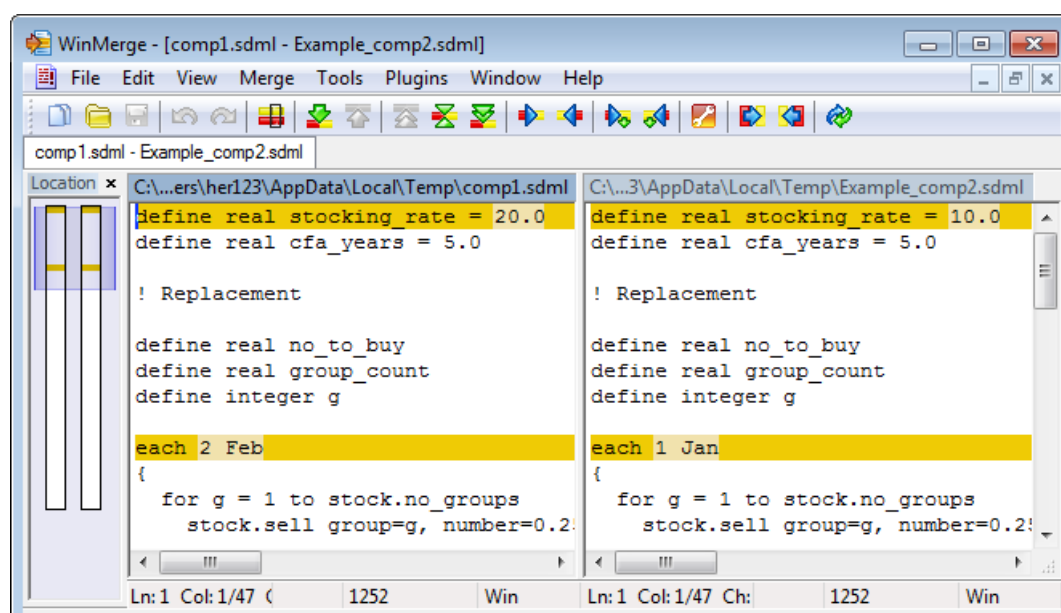 WinMerge - [comp1.sdml - Example_comp2.sdml]
File Edit View Merge Tools Plugins Window Help
comp1.sdml - Example_comp2.sdml
Location x
C:\...ers\her123\AppData\Local\Temp\comp1.sdml
define real stocking_rate = 20.0
define real cfa_years = 5.0
! Replacement
define real no_to_buy
define real group_count
define integer g
each 2 Feb
{
for g = 1 to stock.no_groups
stock.sell group=g, number=0.2
Ln: 1 Col: 1/47 1252 Win
C:\...3\AppData\Local\Temp\Example_comp2.sdml
define real stocking_rate = 10.0
define real cfa_years = 5.0
! Replacement
define real no_to_buy
define real group_count
define integer g
each 1 Jan
{
for g = 1 to stock.no_groups
stock.sell group=g, number=0.2
Ln: 1 Col: 1/47 Ch: 1252 Win